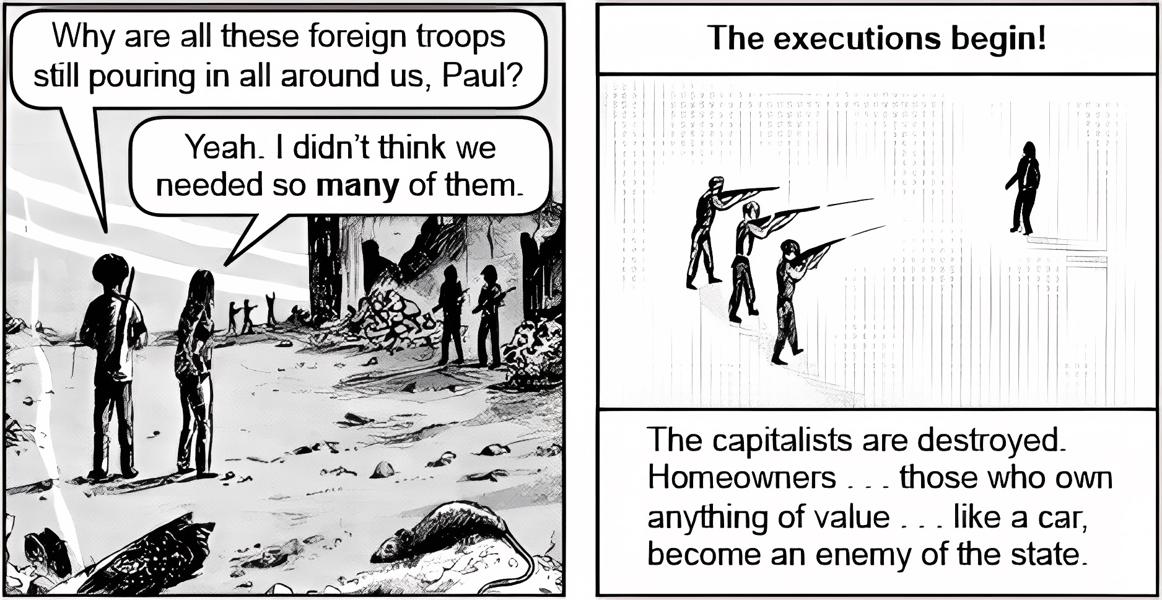 Why are all these foreign troops
still pouring in all around us, Paul?
Yeah. I didn't think we
needed so many of them.
The executions begin!
The capitalists are destroyed.
Homeowners . . . those who own
anything of value . . . like a car,
become an enemy of the state.